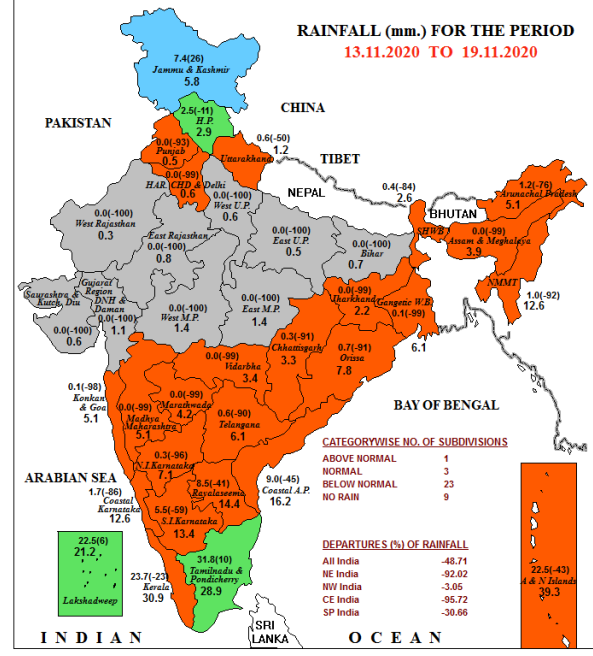 RAINFALL (mm.) FOR THE PERIOD
13.11.2020 TO 19.11.2020
7.4(26)
Jammu & Kashmir
5.8
CHINA
PAKISTAN
2.5(-11)
H.P.
2.9
0.0(-93)
Punjab
0.5
0.6(-50)
1.2
Uttarakhand
TIBET
0.0(-99)
HAR. CHD & Delhi
0.6
NEPAL
0.4(-84)
2.6
BHUTAN
1.2(-76)
Arunachal Pradesh
5.1
0.0(-100)
West Rajasthan
0.3
0.0(-100)
West U.P.
0.6
East Rajasthan
0.0(-100)
0.8
0.0(-100)
East U.P.
0.5
0.0(-100)
Bihar
0.7
SHWB
0.0(-99)
Assam & Meghalaya
3.9
NMMT
1.0(-92)
12.6
Saurashtra &
Kutch, Diu
0.0(-100)
0.6
Gujarat
Region
DNH &
Daman
0.0(-100)
1.1
0.0(-100)
West M.P.
1.4
0.0(-100)
East M.P.
1.4
0.0(-99)
Jharkhand
2.2
Gangetic W.B.
0.1(-99)
6.1
0.3(-91)
Chhattisgarh
3.3
0.7(-91)
Orissa
7.8
0.0(-99)
Vidarbha
3.4
0.1(-98)
Konkan
& Goa
5.1
0.0(-99)
Madhya
Maharashtra
5.1
0.0(-99)
Marathwada
4.2
0.6(-90)
Telangana
6.1
BAY OF BENGAL
0.3(-96)
N.I.Karnataka
7.1
CATEGORYWISE NO. OF SUBDIVISIONS
ABOVE NORMAL 1
NORMAL 3
BELOW NORMAL 23
NO RAIN 9
ARABIAN SEA
1.7(-86)
Coastal
Karnataka
12.6
8.5(-41)
Rayalaseema
14.4
9.0(-45)
Coastal A.P.
16.2
5.5(-59)
S.I.Karnataka
13.4
22.5(6)
21.2
Lakshadweep
23.7(-23)
Kerala
30.9
31.8(10)
Tamilnadu &
Pondicherry
28.9
DEPARTURES (%) OF RAINFALL
All India -48.71
NE India -92.02
NW India -3.05
CE India -95.72
SP India -30.66
22.5(-43)
A & N Islands
39.3
SRI
LANKA
INDIAN OCEAN